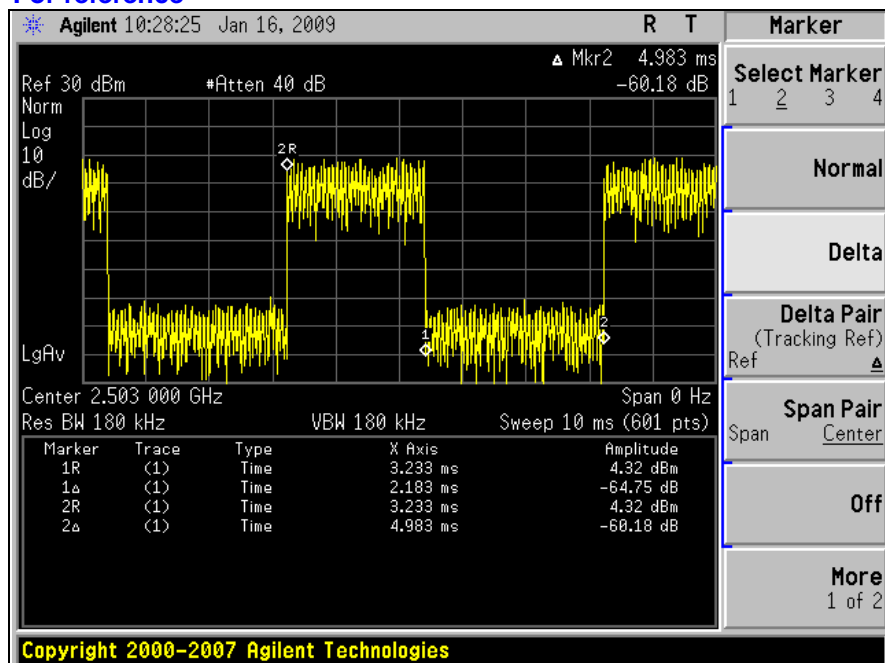 For reference
Agilent 10:28:25 Jan 16, 2009 R T
Δ Mkr2 4.983 ms
Ref 30 dBm #Atten 40 dB -60.18 dB
Norm
Log
10
dB/
LgAv
2R
1
2
Center 2.503 000 GHz Span 0 Hz
Res BW 180 kHz VBW 180 kHz Sweep 10 ms (601 pts)
Marker Trace Type X Axis Amplitude
1R (1) Time 3.233 ms 4.32 dBm
1Δ (1) Time 2.183 ms -64.75 dB
2R (1) Time 3.233 ms 4.32 dBm
2Δ (1) Time 4.983 ms -60.18 dB
Marker
Select Marker
1 2 3 4
Normal
Delta
Delta Pair
(Tracking Ref)
Ref Δ
Span Pair
Span Center
Off
More
1 of 2
Copyright 2000-2007 Agilent Technologies